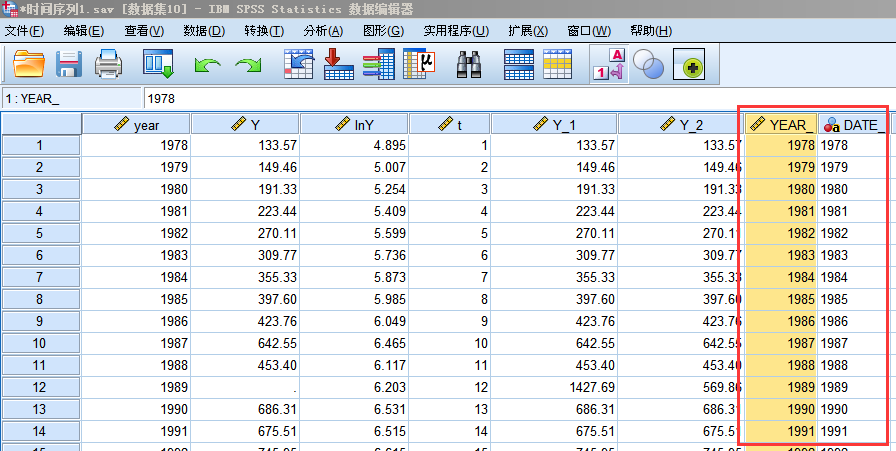 *时间序列1.sav [数据集10] - IBM SPSS Statistics 数据编辑器
文件(F) 编辑(E) 查看(V) 数据(D) 转换(T) 分析(A) 图形(G) 实用程序(U) 扩展(X) 窗口(W) 帮助(H)
μ A 1
1 : YEAR_ 1978
year Y lnY t Y_1 Y_2 YEAR_ DATE_
1 1978 133.57 4.895 1 133.57 133.57 1978 1978
2 1979 149.46 5.007 2 149.46 149.46 1979 1979
3 1980 191.33 5.254 3 191.33 191.33 1980 1980
4 1981 223.44 5.409 4 223.44 223.44 1981 1981
5 1982 270.11 5.599 5 270.11 270.11 1982 1982
6 1983 309.77 5.736 6 309.77 309.77 1983 1983
7 1984 355.33 5.873 7 355.33 355.33 1984 1984
8 1985 397.60 5.985 8 397.60 397.60 1985 1985
9 1986 423.76 6.049 9 423.76 423.76 1986 1986
10 1987 642.55 6.465 10 642.55 642.55 1987 1987
11 1988 453.40 6.117 11 453.40 453.40 1988 1988
12 1989 . 6.203 12 1427.69 569.86 1989 1989
13 1990 686.31 6.531 13 686.31 686.31 1990 1990
14 1991 675.51 6.515 14 675.51 675.51 1991 1991